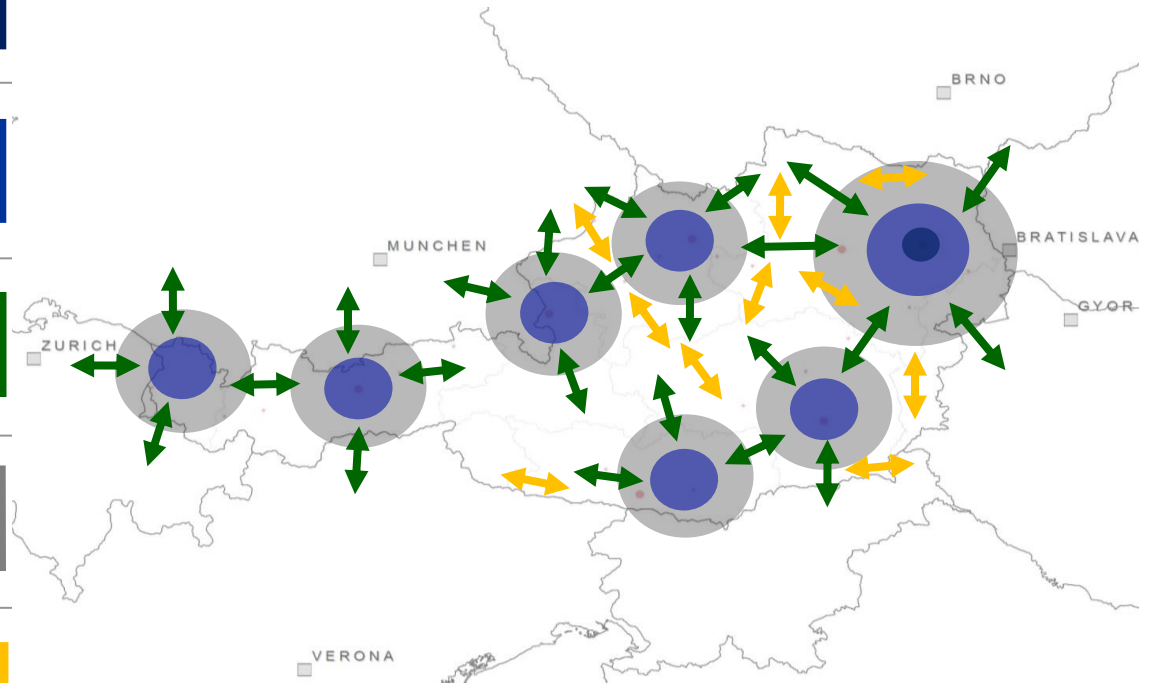 BRNO
MUNCHEN
BRATISLAVA
GYOR
ZURICH
VERONA